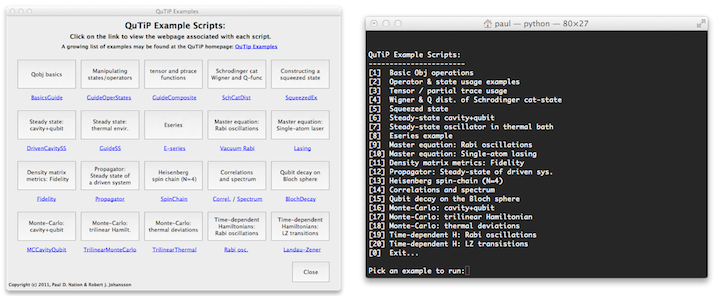 QuTiP Example Scripts
QuTiP Example Scripts:
Click on the link to view the webpage associated with each script.
A growing list of examples may be found at the QuTiP homepage: QuTip Examples
Qobj basics
Manipulating
states/operators
tensor and ptrace
functions
Schrodinger cat
Wigner and Q-func
Constructing a
squeezed state
BasicsGuide
GuideOperStates
GuideComposite
SchCatDist
SqueezedEx
Steady state:
cavity+qubit
Steady state:
thermal envir.
Eseries
Master equation:
Rabi oscillations
Master equation:
Single-atom laser
DrivenCavitySS
GuideSS
E-series
Vacuum Rabi
Lasing
Density matrix
metrics: Fidelity
Propagator:
Steady state of
a driven system
Heisenberg
spin chain (N=4)
Correlations
and spectrum
Qubit decay on
Bloch sphere
Fidelity
Propagator
SpinChain
Correl. / Spectrum
BlochDecay
Monte-Carlo:
cavity+qubit
Monte-Carlo:
trilinear Hamilt.
Monte-Carlo:
thermal deviations
Time-dependent
Hamiltonians:
Rabi oscillations
Time-dependent
Hamiltonians:
LZ transitions
MCCavityQubit
TrilinearMonteCarlo
TrilinearThermal
Rabi osc.
Landau-Zener
Close
Copyright (c) 2011, Paul D. Nation & Robert J. Johansson
paul — python — 80×27
QuTiP Example Scripts:
----------------------
[1] Basic Obj operations
[2] Operator & state usage examples
[3] Tensor / partial trace usage
[4] Wigner & Q dist. of Schrodinger cat-state
[5] Squeezed state
[6] Steady-state cavity+qubit
[7] Steady-state oscillator in thermal bath
[8] Eseries example
[9] Master equation: Rabi oscillations
[10] Master equation: Single-atom lasing
[11] Density matrix metrics: Fidelity
[12] Propagator: Steady-state of driven sys.
[13] Heisenberg spin-chain (N=4)
[14] Correlations and spectrum
[15] Qubit decay on the Bloch sphere
[16] Monte-Carlo: cavity+qubit
[17] Monte-Carlo: trilinear Hamiltonian
[18] Monte-Carlo: thermal deviations
[19] Time-dependent H: Rabi oscillations
[20] Time-dependent H: LZ transistions
[0] Exit...
Pick an example to run: